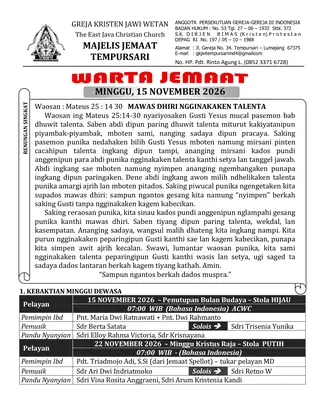 GREJA KRISTEN JAWI WETAN
The East Java Christian Church
MAJELIS JEMAAT
TEMPURSARI
ANGGOTA PERSEKUTUAN GEREJA-GEREJA DI INDONESIA
BADAN HUKUM : No. 53 Tgl. 27 – 06 – 1932 Stbl. 372
S.K. DIRJEN BIMAS (Kristen) Protestan
DEPAG RI No. 197 / 05 – 10 – 1988
Alamat : Jl. Gereja No. 34. Tempursari – Lumajang 67375
E-mail : gkjwtempursari34@gmail.com
No. HP. Pdt. Rinto Agung L. (0852 3371 6728)
WARTA JEMAAT
MINGGU, 15 NOVEMBER 2026
RENUNGAN SINGKAT
Waosan : Mateus 25 : 14 30 MAWAS DHIRI NGGINAKAKEN TALENTA
Waosan ing Mateus 25:14-30 nyariyosaken Gusti Yesus mucal pasemon bab
dhuwit talenta. Saben abdi dipun paring dhuwit talenta miturut kakiyatanipun
piyambak-piyambak, mboten sami, nanging sadaya dipun pracaya. Saking
pasemon punika nedahaken bilih Gusti Yesus mboten namung mirsani pinten
cacahipun talenta ingkang dipun tampi, ananging mirsani kados pundi
anggenipun para abdi punika ngginakaken talenta kanthi setya lan tanggel jawab.
Abdi ingkang sae mboten namung nyimpen ananging ngembangaken punapa
ingkang dipun paringaken. Dene abdi ingkang awon milih ndhelikaken talenta
punika amargi ajrih lan mboten pitados. Saking piwucal punika ngengetaken kita
supados mawas dhiri: sampun ngantos gesang kita namung "nyimpen" berkah
saking Gusti tanpa ngginakaken kagem kabecikan.
Saking reraosan punika, kita sinau kados pundi anggenipun nglampahi gesang
punika kanthi mawas dhiri. Saben tiyang dipun paring talenta, wekdal, lan
kasempatan. Ananging sadaya, wangsul malih dhateng kita ingkang nampi. Kita
purun ngginakaken peparingipun Gusti kanthi sae lan kagem kabecikan, punapa
kita simpen awit ajrih kecalan. Swawi, lumantar waosan punika, kita sami
ngginakaken talenta peparingipun Gusti kanthi wasis lan setya, ugi saged ta
sadaya ladosan lantaran berkah tumrap tiyang kathah. Amin.
"Sampun ngantos berkah dados muspra."
1. KEBAKTIAN MINGGU DEWASA
Pelayan
15 NOVEMBER 2026 – Penutupan Bulan Budaya – Stola HIJAU
07:00 WIB (Bahasa Indonesia) ACWC
Pemimpin Ibd
Pnt. Maria Dwi Ratnawati + Pnt. Dwi Rahmanto
Pemusik
Sdr Berta Satata
Solois →
Sdri Trisenia Yunika
Pandu Nyanyian
Sdri Elloy Rahma Victoria, Sdr Krisnayana
Pelayan
22 NOVEMBER 2026 – Minggu Kristus Raja – Stola PUTIH
07:00 WIB - (Bahasa Indonesia)
Pemimpin Ibd
Pdt. Triadmojo Adi, S.Si (dari Jemaat Spellot) – tukar pelayan MD
Pemusik
Sdr Ari Dwi Indriatmoko
Solois →
Sdri Retno W
Pandu Nyanyian
Sdri Vina Rosita Anggraeni, Sdri Arum Kristenia Kandi